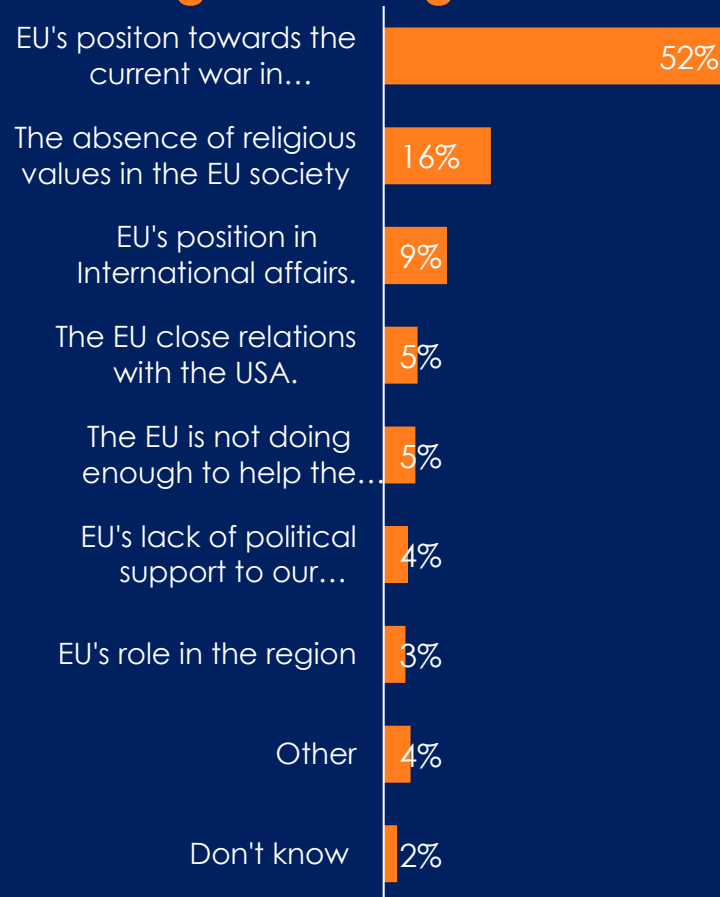 EU's positon towards the
current war in…
52%
The absence of religious
values in the EU society
16%
EU's position in
International affairs.
9%
The EU close relations
with the USA.
5%
The EU is not doing
enough to help the…
5%
EU's lack of political
support to our…
4%
EU's role in the region
3%
Other
4%
Don't know
2%